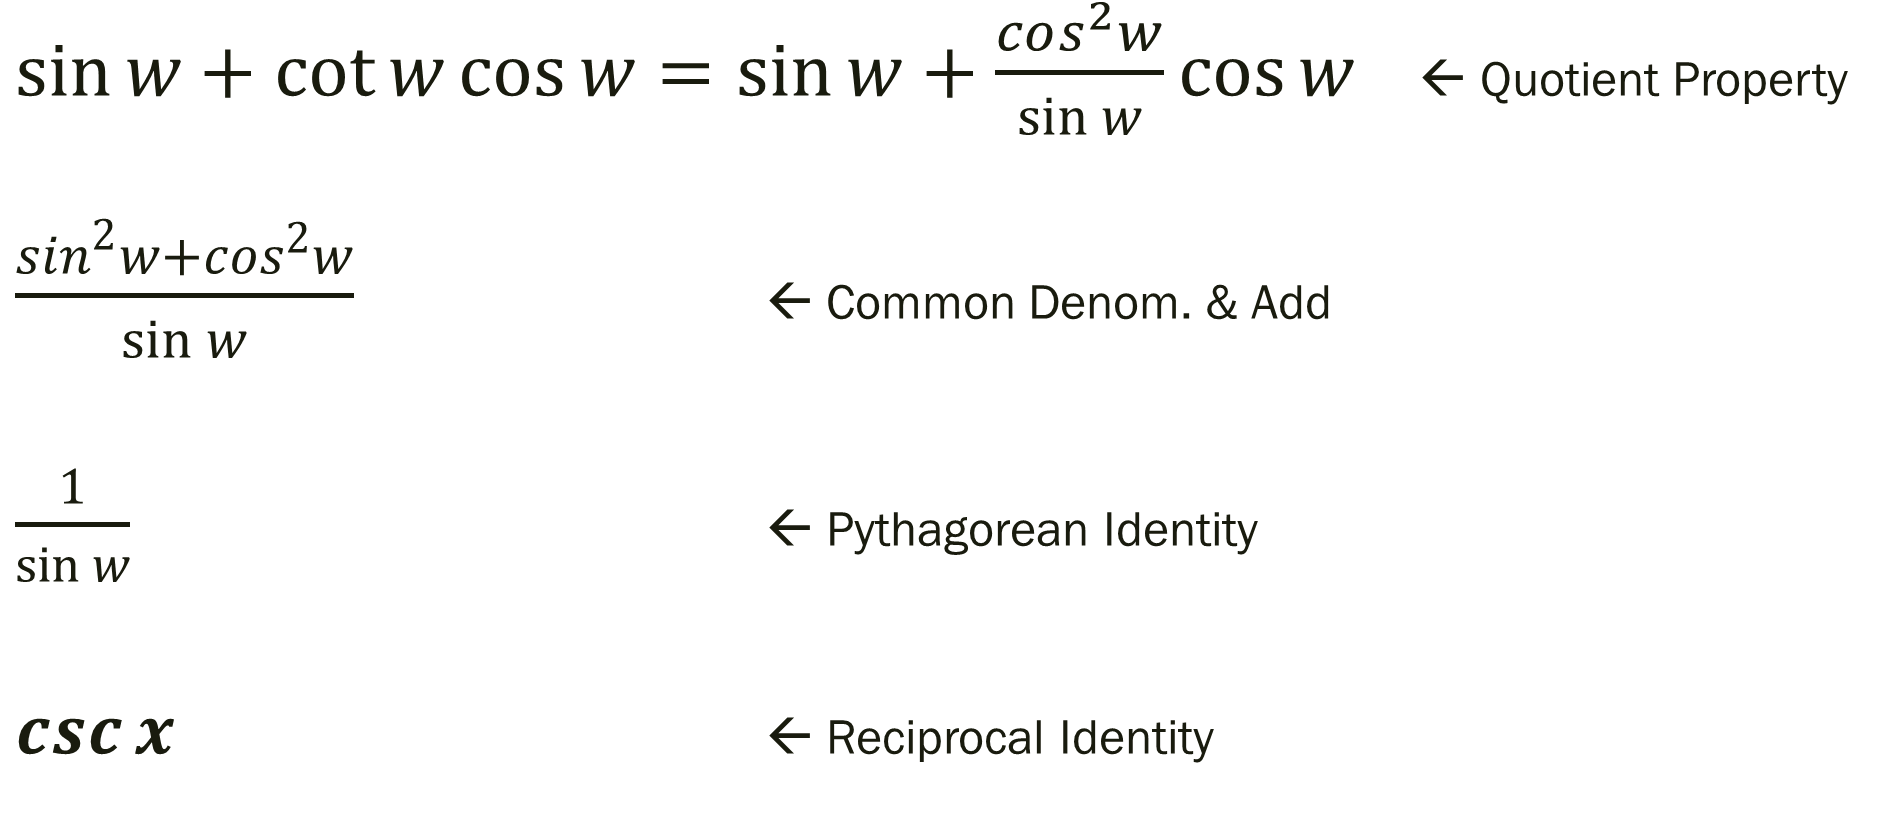 sin w + cot w cos w = sin w + cos²w / sin w cos w ← Quotient Property
sin²w+cos²w / sin w ← Common Denom. & Add
1 / sin w ← Pythagorean Identity
csc x ← Reciprocal Identity